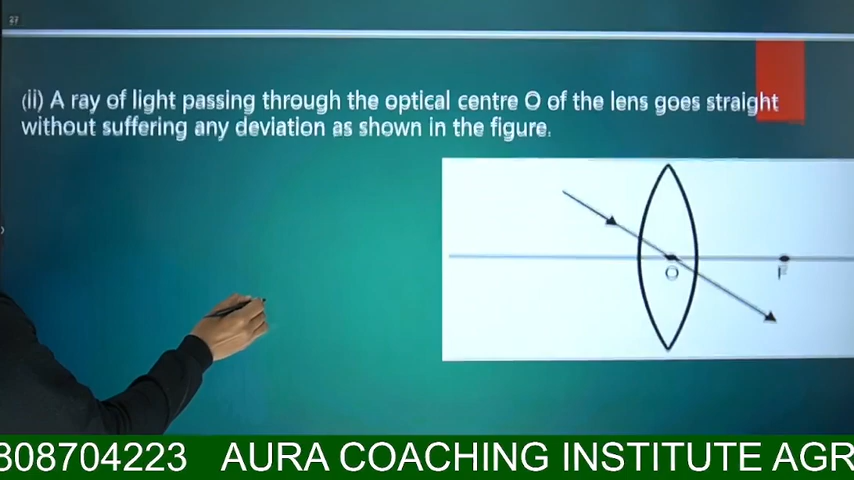 27
(ii) A ray of light passing through the optical centre O of the lens goes straight
without suffering any deviation as shown in the figure.
O
F
308704223 AURA COACHING INSTITUTE AGR